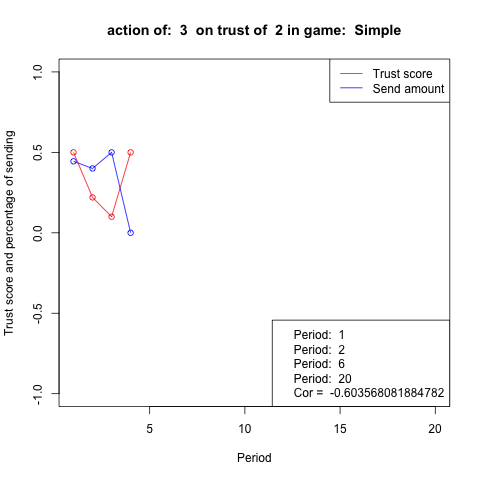 action of:  3  on trust of  2 in game:  Simple
Trust score
Send amount
Trust score and percentage of sending
1.0
0.5
0.0
-0.5
-1.0
Period:  1
Period:  2
Period:  6
Period:  20
Cor =  -0.603568081884782
5 10 15 20
Period